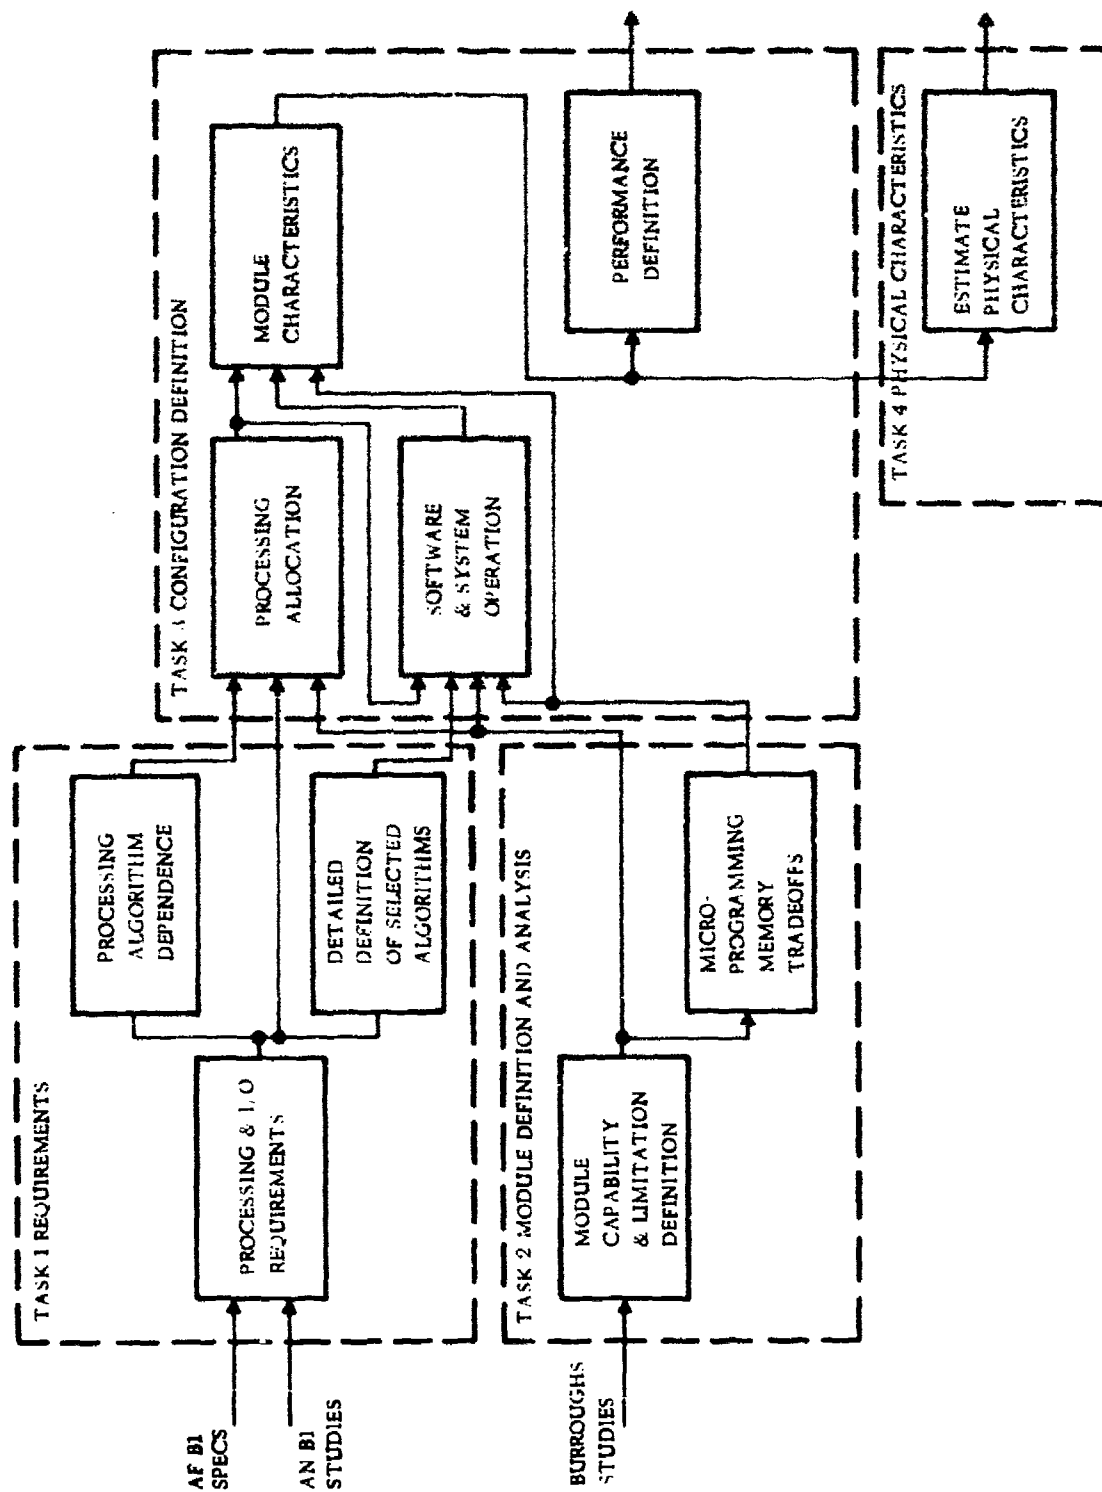 TASK 1 REQUIREMENTS
AF B1
SPECS
AN B1
STUDIES
PROCESSING & I/O
REQUIREMENTS
PROCESSING
ALGORITHM
DEPENDENCE
DETAILED
DEFINITION
OF SELECTED
ALGORITHMS
TASK 2 MODULE DEFINITION AND ANALYSIS
BURROUGHS
STUDIES
MODULE
CAPABILITY
& LIMITATION
DEFINITION
MICRO-
PROGRAMMING
MEMORY
TRADEOFFS
TASK 3 CONFIGURATION DEFINITION
PROCESSING
ALLOCATION
SOFTWARE
& SYSTEM
OPERATION
MODULE
CHARACTERISTICS
PERFORMANCE
DEFINITION
TASK 4 PHYSICAL CHARACTERISTICS
ESTIMATE
PHYSICAL
CHARACTERISTICS